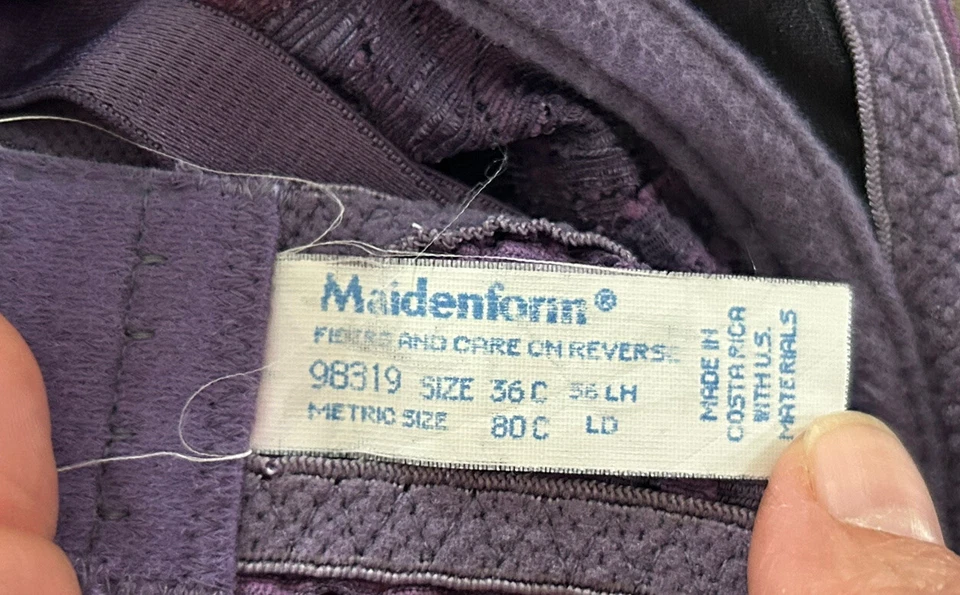 Maidenform®
FIBERS AND CARE ON REVERSE
98319 SIZE 36C 36 LH
METRIC SIZE 80C LD
MADE IN
COSTA RICA
WITH U.S.
MATERIALS